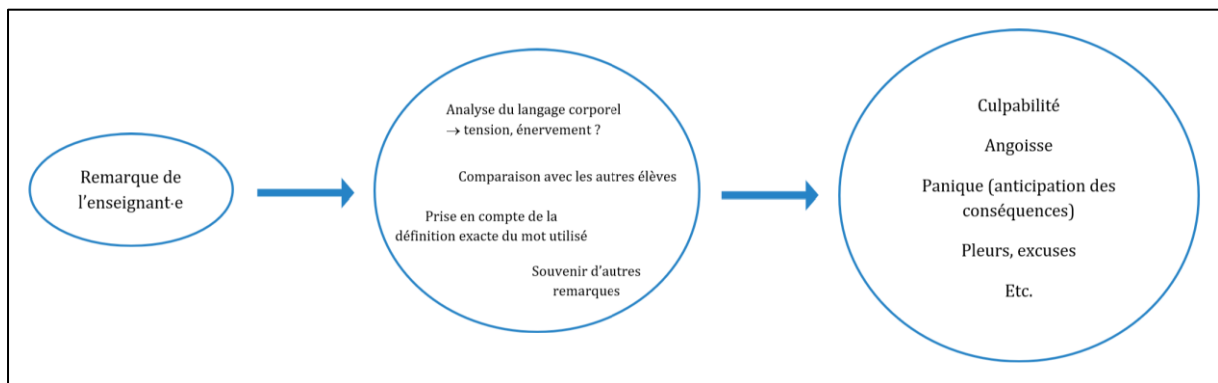 Remarque de
l’enseignant·e
Analyse du langage corporel
→ tension, énervement ?
Comparaison avec les autres élèves
Prise en compte de la
définition exacte du mot utilisé
Souvenir d’autres
remarques
Culpabilité
Angoisse
Panique (anticipation des
conséquences)
Pleurs, excuses
Etc.